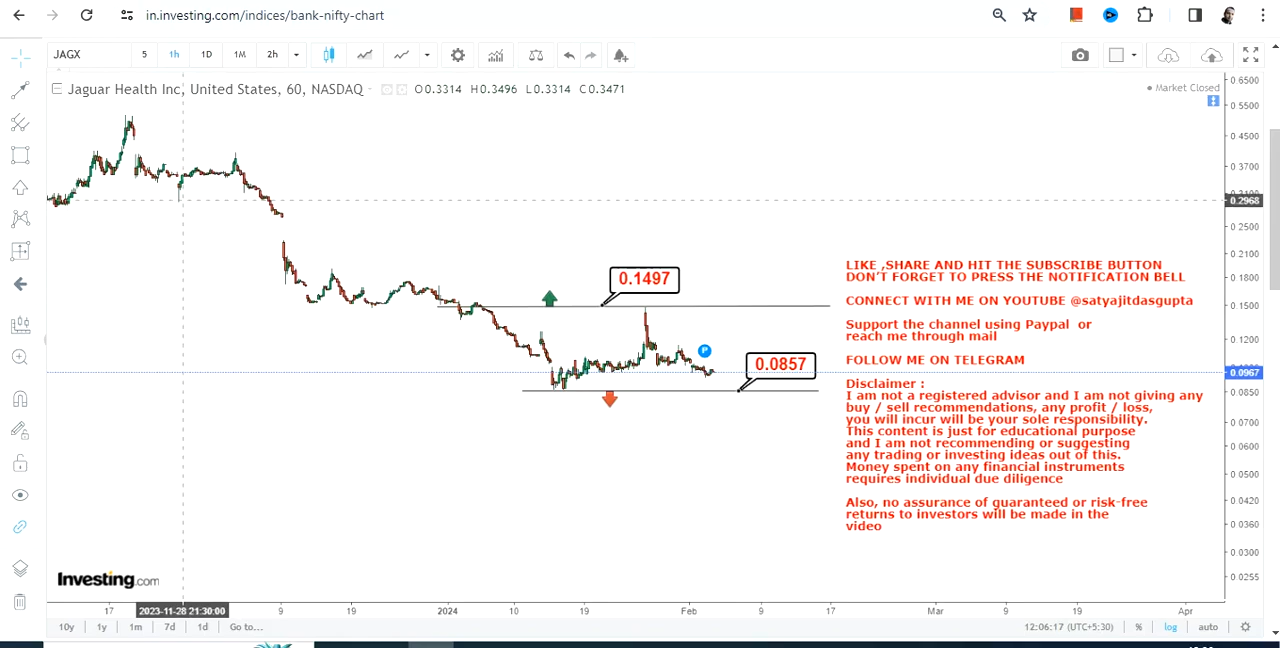 in.investing.com/indices/bank-nifty-chart
JAGX 5 1h 1D 1M 2h
Jaguar Health Inc, United States, 60, NASDAQ O0.3314 H0.3496 L0.3314 C0.3471
Market Closed
0.6500
0.5500
0.4500
0.3700
0.2968
0.2500
0.2100
0.1800
0.1500
0.1200
0.0967
0.0850
0.0700
0.0600
0.0500
0.0420
0.0360
0.0300
0.0255
0.1497
P
0.0857
LIKE ,SHARE AND HIT THE SUBSCRIBE BUTTON
DON'T FORGET TO PRESS THE NOTIFICATION BELL
CONNECT WITH ME ON YOUTUBE @satyajitdasgupta
Support the channel using Paypal or
reach me through mail
FOLLOW ME ON TELEGRAM
Disclaimer :
I am not a registered advisor and I am not giving any
buy / sell recommendations, any profit / loss,
you will incur will be your sole responsibility.
This content is just for educational purpose
and I am not recommending or suggesting
any trading or investing ideas out of this.
Money spent on any financial instruments
requires individual due diligence
Also, no assurance of guaranteed or risk-free
returns to investors will be made in the
video
Investing.com
17 2023-11-28 21:30:00 9 19 2024 10 19 Feb 9 17 Mar 9 19 Apr
10y 1y 1m 7d 1d Go to... 12:06:17 (UTC+5:30) % log auto